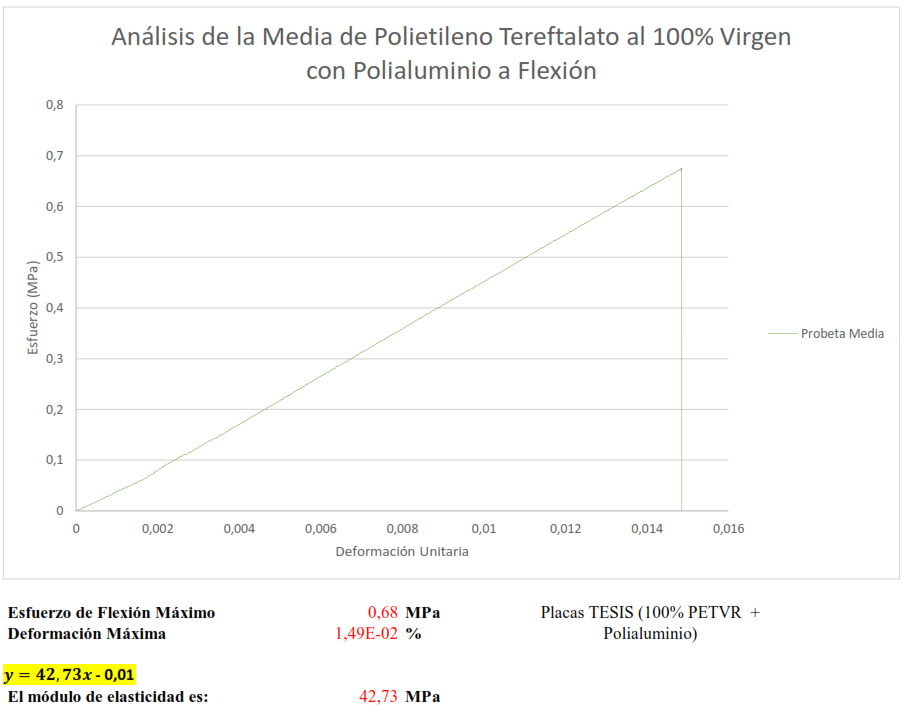 Análisis de la Media de Polietileno Tereftalato al 100% Virgen
con Polialuminio a Flexión
0,8
0,7
0,6
0,5
0,4
0,3
0,2
0,1
0
Esfuerzo (MPa)
0 0,002 0,004 0,006 0,008 0,01 0,012 0,014 0,016
Deformación Unitaria
Probeta Media
Esfuerzo de Flexión Máximo 0,68 MPa
Deformación Máxima 1,49E-02 %
Placas TESIS (100% PETVR +
Polialuminio)
y = 42,73x - 0,01
El módulo de elasticidad es: 42,73 MPa